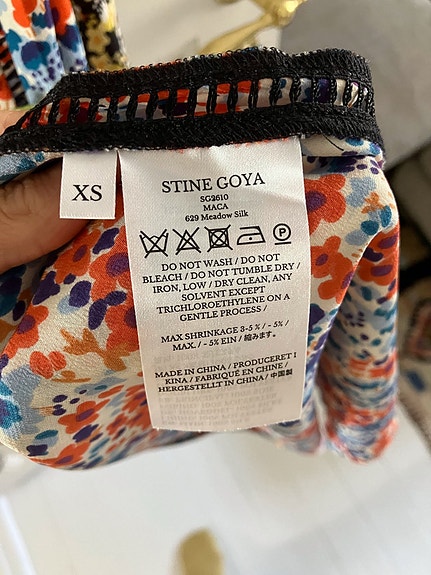 XS
STINE GOYA
SG2610
MACA
629 Meadow Silk
P
DO NOT WASH / DO NOT
BLEACH / DO NOT TUMBLE DRY /
IRON, LOW / DRY CLEAN, ANY
SOLVENT EXCEPT
TRICHLOROETHYLENE ON A
GENTLE PROCESS /
MAX SHRINKAGE 3-5 % / - 5% /
MAX. / - 5% EIN / 縮みます。
MADE IN CHINA / PRODUCERET I
KINA / FABRIQUÉ EN CHINE /
HERGESTELLT IN CHINA / 中国製